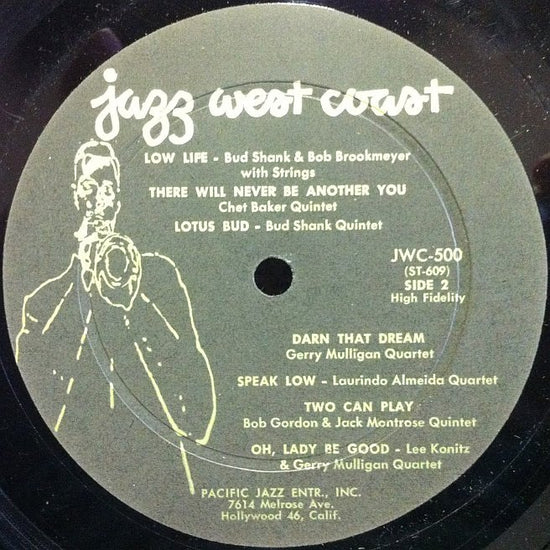 jazz west coast
LOW LIFE - Bud Shank & Bob Brookmeyer
with Strings
THERE WILL NEVER BE ANOTHER YOU
Chet Baker Quintet
LOTUS BUD - Bud Shank Quintet
JWC-500
(ST-609)
SIDE 2
High Fidelity
DARN THAT DREAM
Gerry Mulligan Quartet
SPEAK LOW - Laurindo Almeida Quartet
TWO CAN PLAY
Bob Gordon & Jack Montrose Quintet
OH, LADY BE GOOD - Lee Konitz
& Gerry Mulligan Quartet
PACIFIC JAZZ ENTR., INC.
7614 Melrose Ave.
Hollywood 46, Calif.